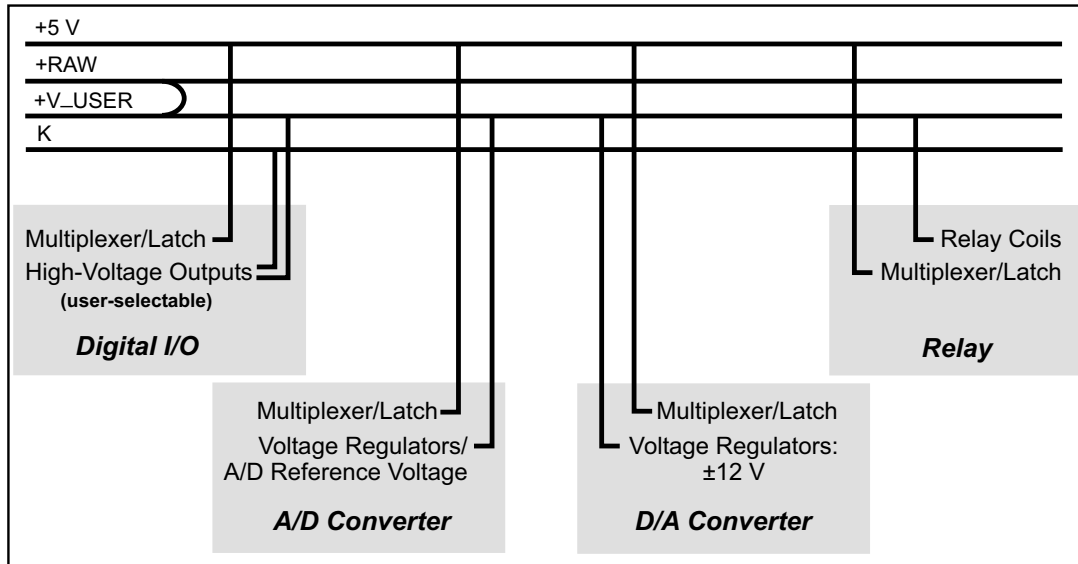 +5 V
+RAW
+V_USER
K
Multiplexer/Latch
High-Voltage Outputs
(user-selectable)
Digital I/O
Relay Coils
Multiplexer/Latch
Relay
Multiplexer/Latch
Voltage Regulators/
A/D Reference Voltage
A/D Converter
Multiplexer/Latch
Voltage Regulators:
±12 V
D/A Converter